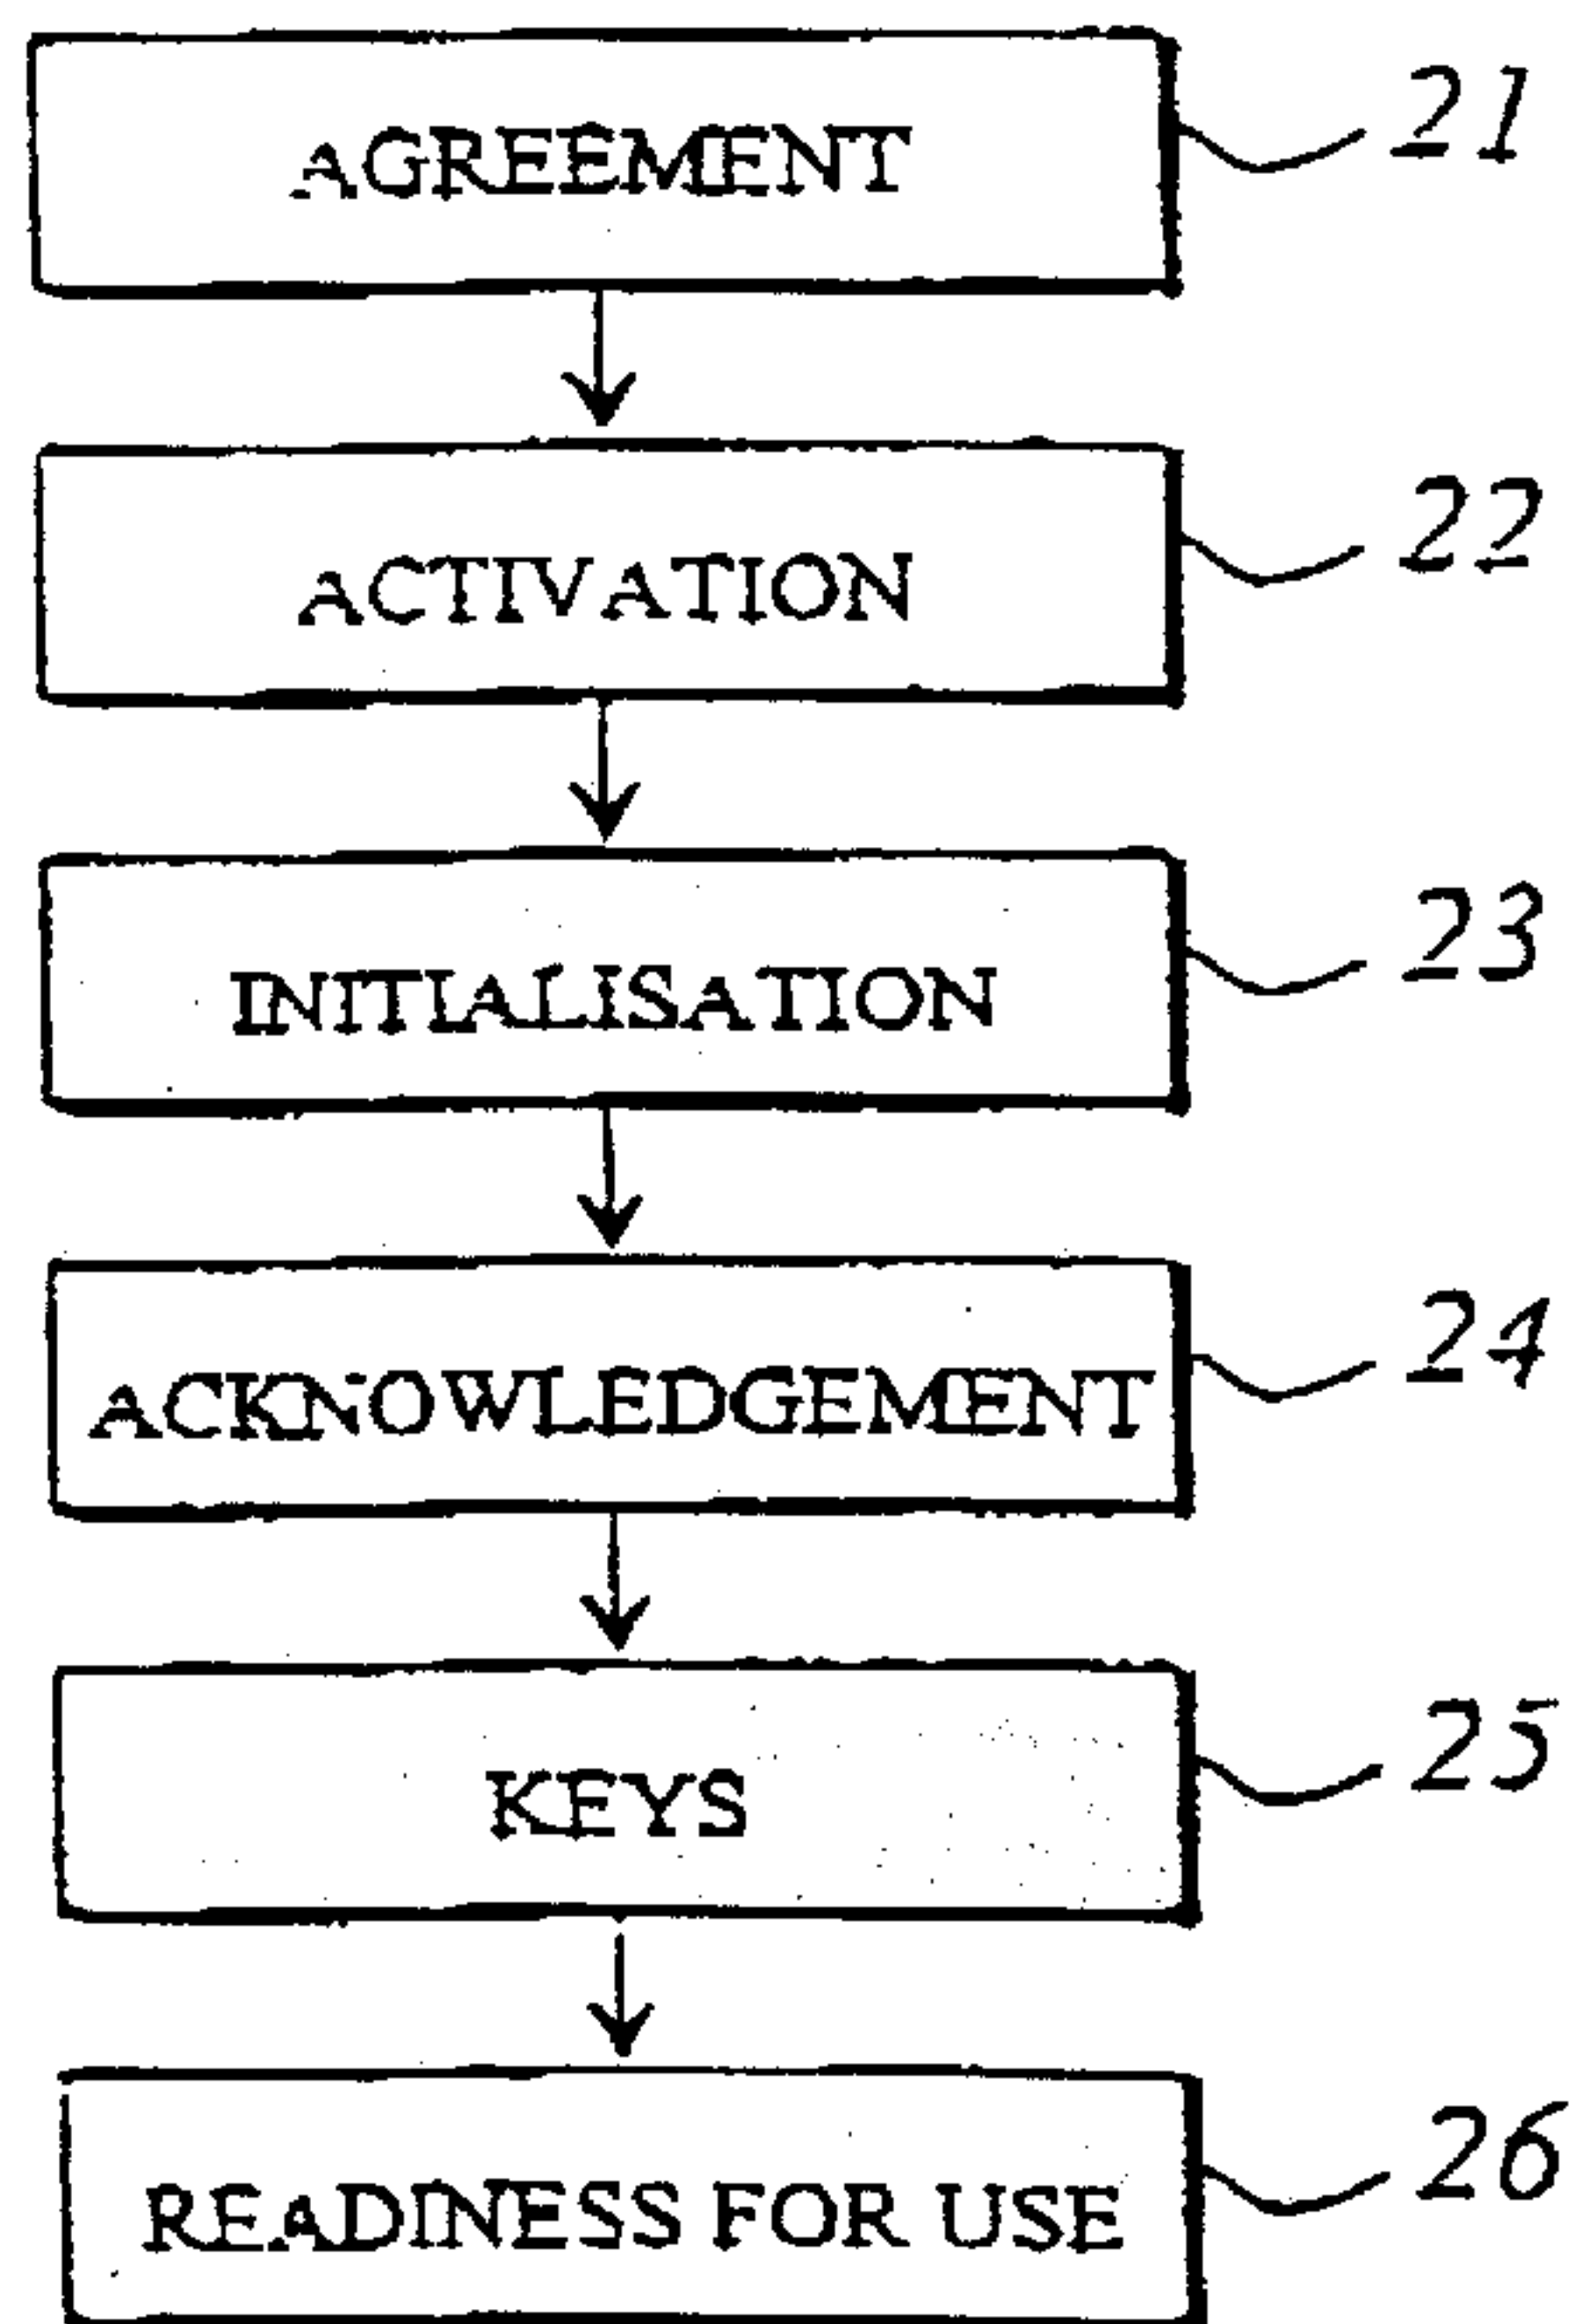 AGREEMENT 21
ACTIVATION 22
INITIALISATION 23
ACKNOWLEDGEMENT 24
KEYS 25
READINESS FOR USE 26